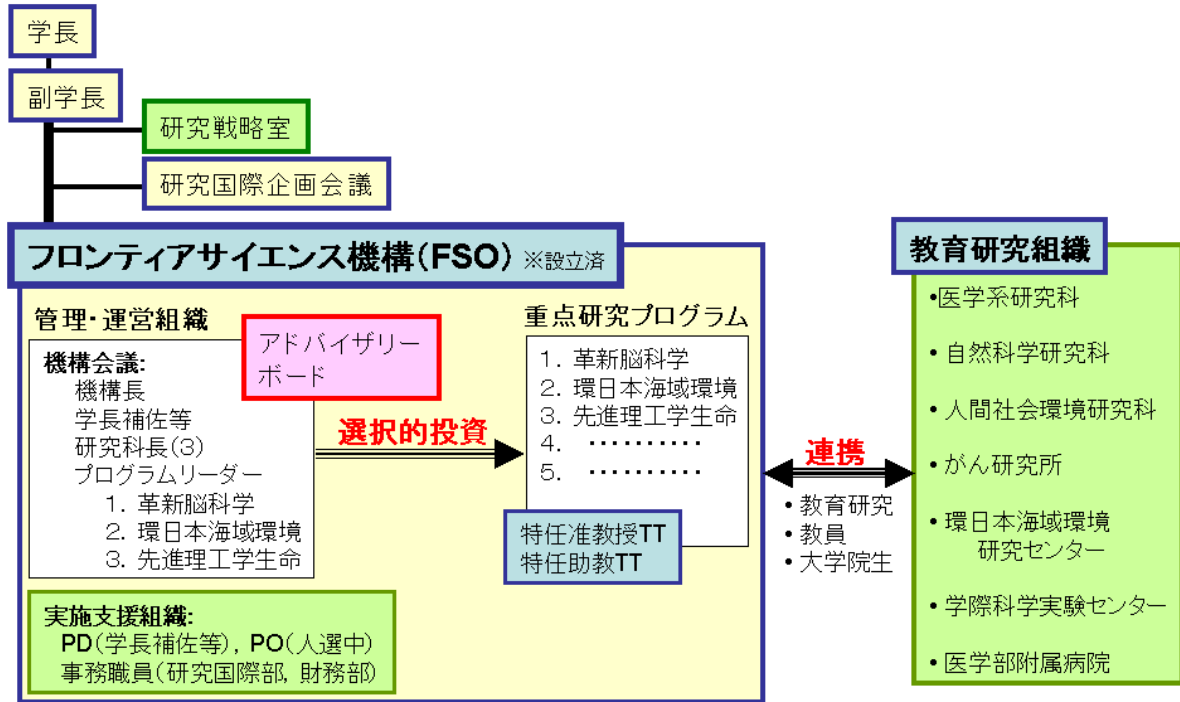 学長
副学長
研究戦略室
研究国際企画会議
フロンティアサイエンス機構(FSO) ※設立済
管理・運営組織
機構会議:
機構長
学長補佐等
研究科長(3)
プログラムリーダー
1. 革新脳科学
2. 環日本海域環境
3. 先進理工学生命
アドバイザリー
ボード
選択的投資
重点研究プログラム
1. 革新脳科学
2. 環日本海域環境
3. 先進理工学生命
4. ‥‥‥‥‥
5. ‥‥‥‥‥
特任准教授TT
特任助教TT
実施支援組織:
PD(学長補佐等), PO(人選中)
事務職員(研究国際部, 財務部)
連携
• 教育研究
• 教員
• 大学院生
教育研究組織
•医学系研究科
• 自然科学研究科
• 人間社会環境研究科
• がん研究所
• 環日本海域環境
研究センター
• 学際科学実験センター
• 医学部附属病院